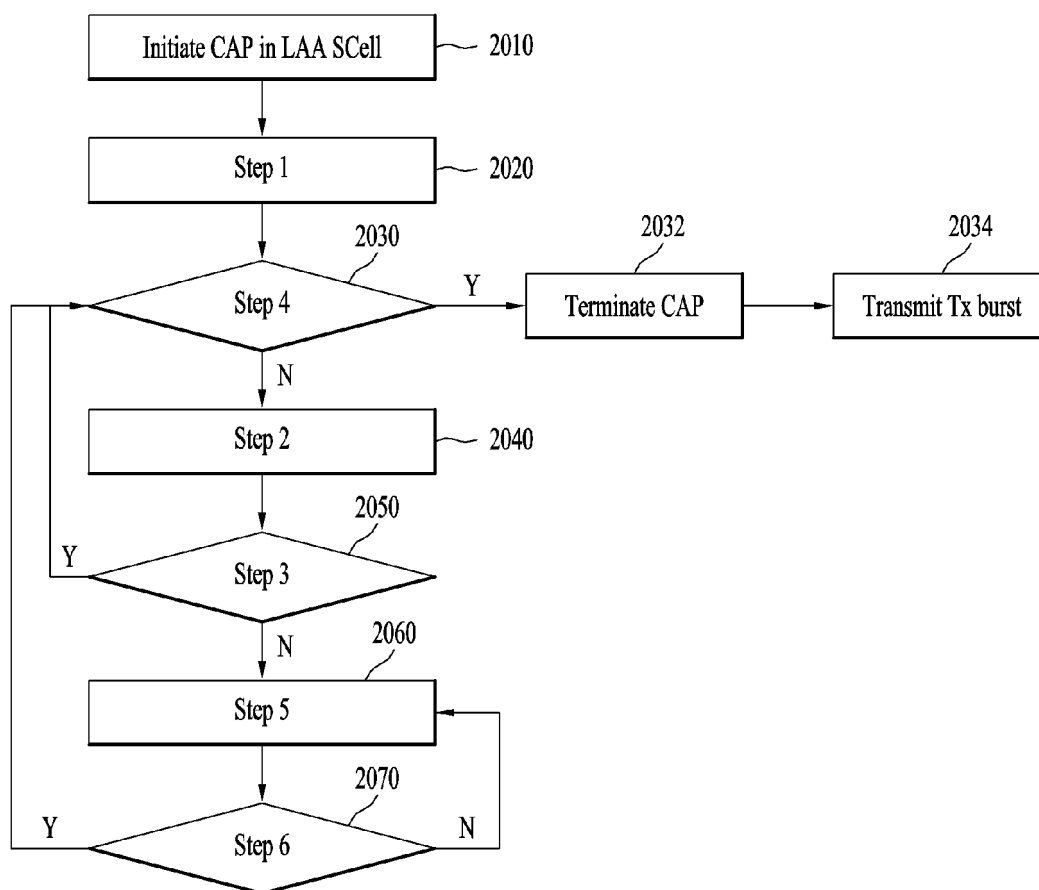 Initiate CAP in LAA SCell
2010
Step 1
2020
2030
2032
2034
Step 4
Y
Terminate CAP
Transmit Tx burst
N
Step 2
2040
2050
Y
Step 3
N
2060
Step 5
2070
Y
N
Step 6